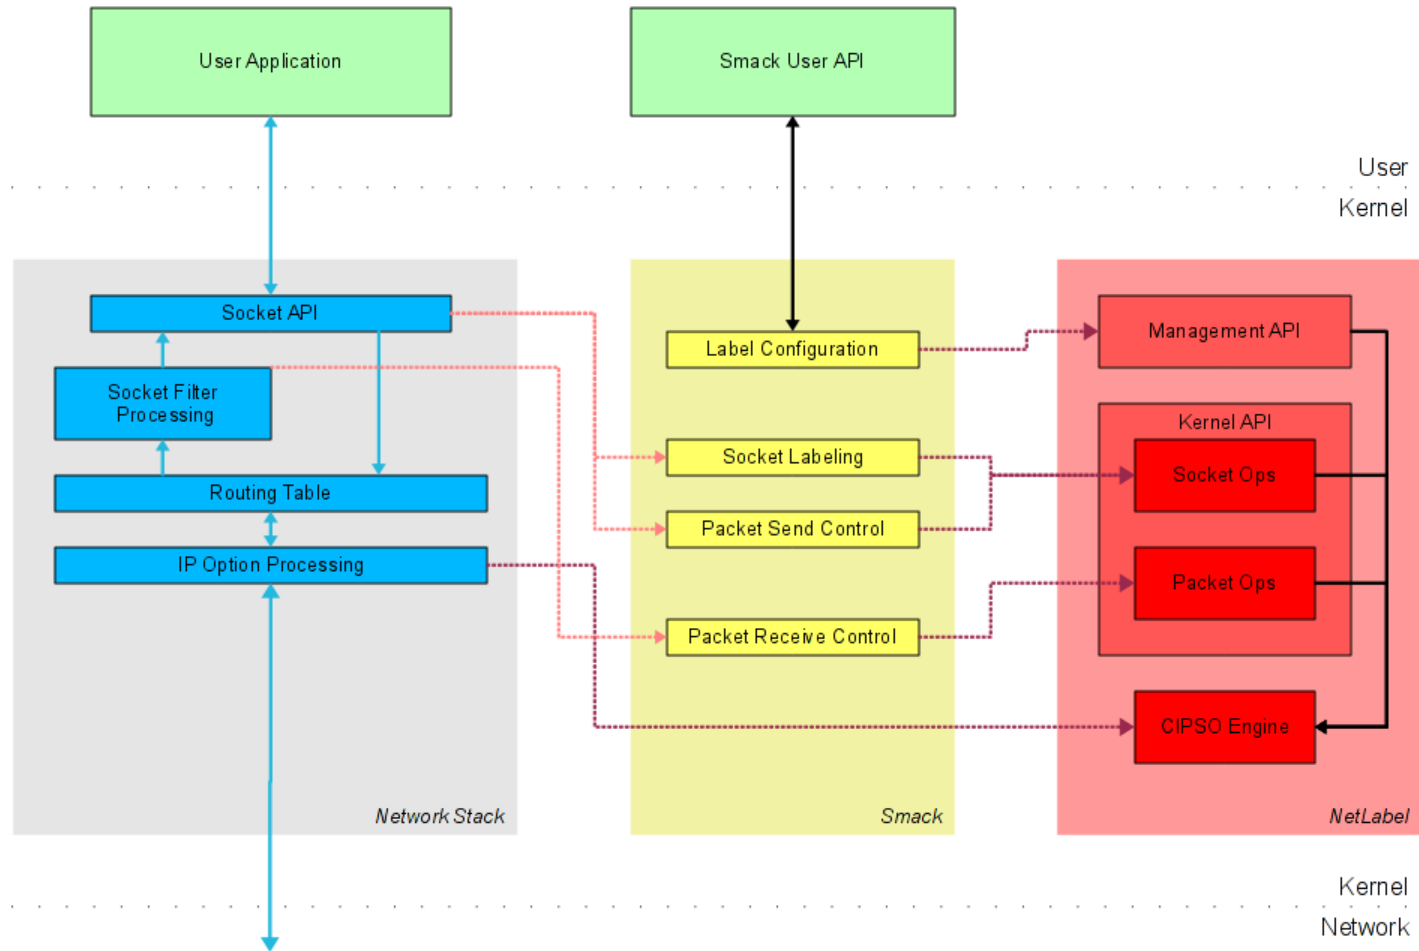 User Application
Smack User API
User
Kernel
Socket API
Label Configuration
Management API
Socket Filter
Processing
Kernel API
Socket Labeling
Socket Ops
Routing Table
Packet Send Control
IP Option Processing
Packet Ops
Packet Receive Control
CIPSO Engine
Network Stack
Smack
NetLabel
Kernel
Network